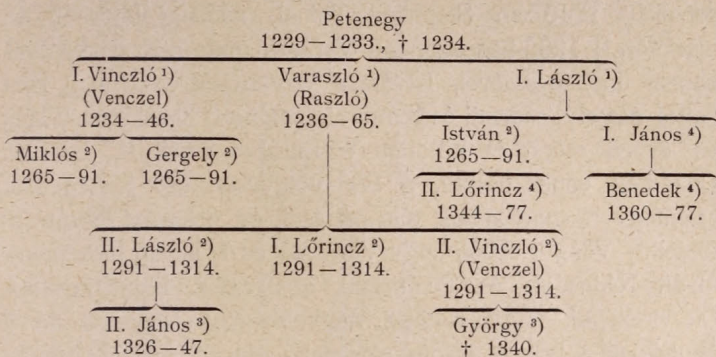 Petenegy
1229—1233., † 1234.
I. Vinczló ¹) Varaszló ¹) I. László ¹)
(Venczel) (Raszló)
1234—46. 1236—65.
István ²) I. János ⁴)
1265—91.
Miklós ²) Gergely ²)
1265—91. 1265—91.
II. Lőrincz ⁴) Benedek ⁴)
1344—77. 1360—77.
II. László ²) I. Lőrincz ²) II. Vinczló ²)
1291—1314. 1291—1314. (Venczel)
1291—1314.
II. János ³) György ³)
1326—47. † 1340.